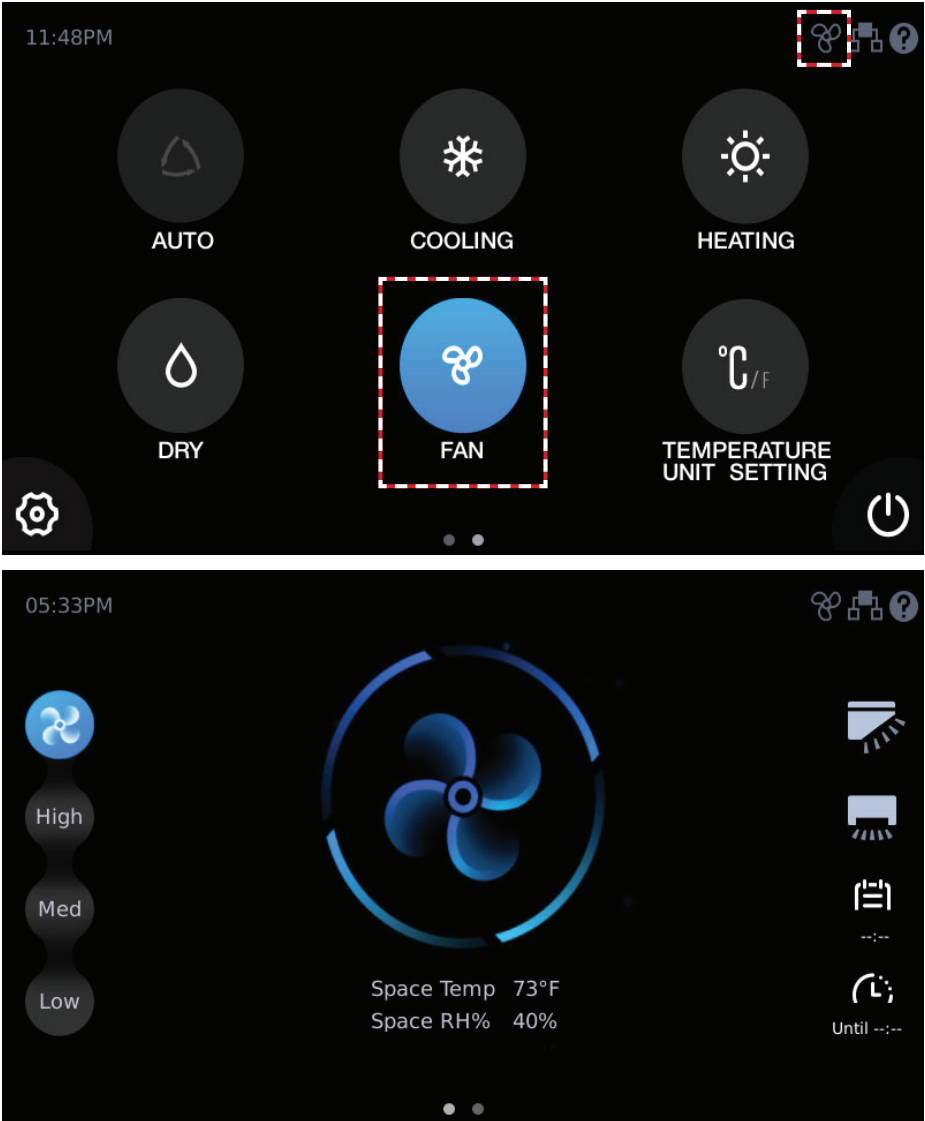 11:48PM
?
AUTO
COOLING
HEATING
°C/F
DRY
FAN
TEMPERATURE
UNIT SETTING
05:33PM
?
High
Med
Low
Space Temp 73°F
Space RH% 40%
--:--
Until --:--